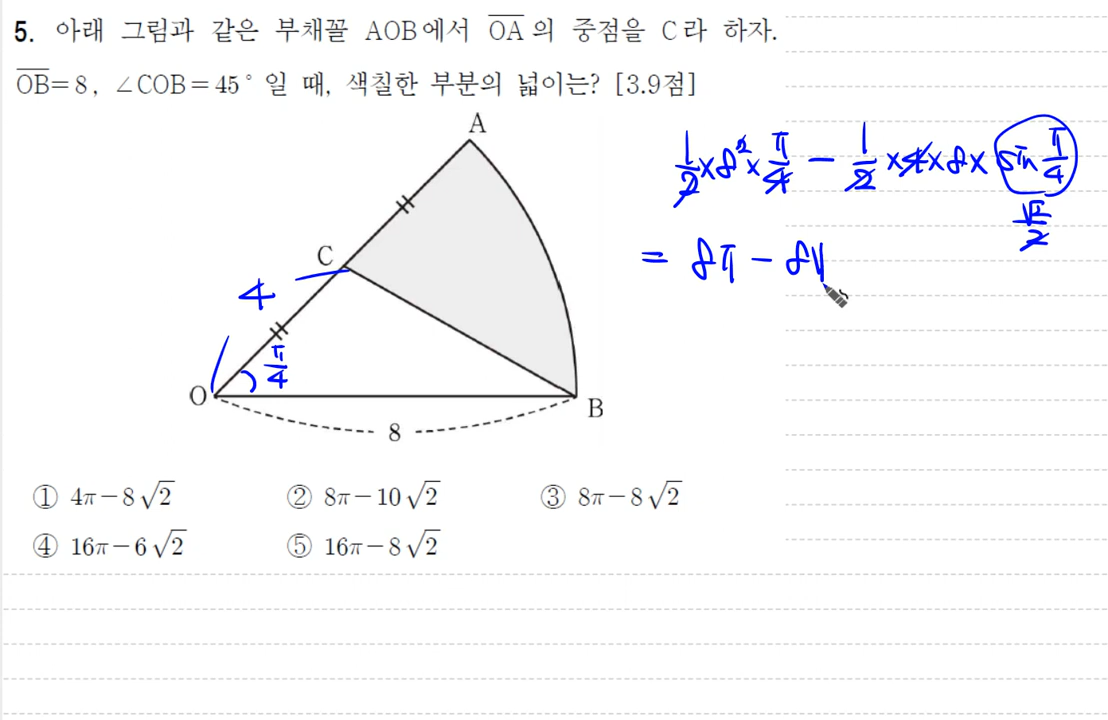 5. 아래 그림과 같은 부채꼴 AOB에서 OA의 중점을 C라 하자.
OB=8, ∠COB=45°일 때, 색칠한 부분의 넓이는? [3.9점]
A
C
O
B
8
4
π/4
1/2×8²×π/4 − 1/2×4×8×sin π/4
√2/2
= 8π − 8√
① 4π−8√2 ② 8π−10√2 ③ 8π−8√2
④ 16π−6√2 ⑤ 16π−8√2